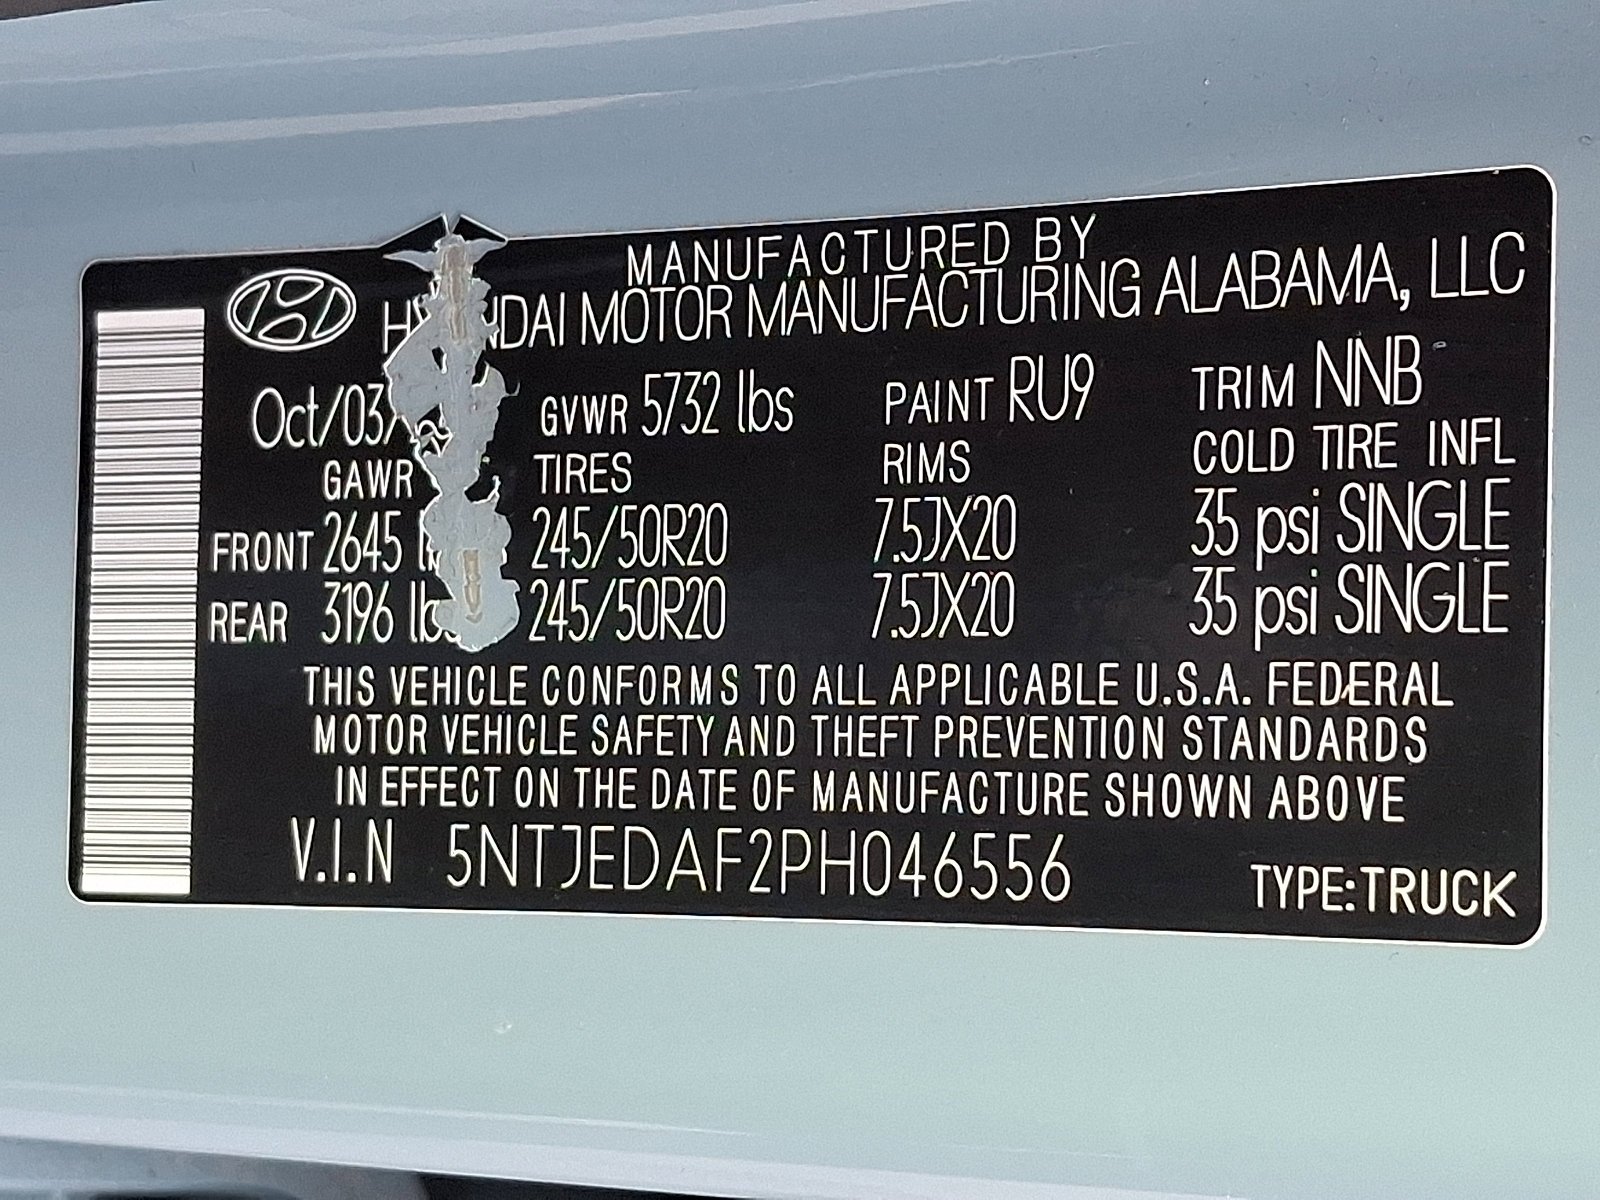 MANUFACTURED BY
MOTOR MANUFACTURING ALABAMA, LLC
Oct/03/ GVWR 5732 lbs PAINT RU9 TRIM NNB
GAWR TIRES RIMS COLD TIRE INFL
FRONT 2645 245/50R20 7.5JX20 35 psi SINGLE
REAR 3196 lbs 245/50R20 7.5JX20 35 psi SINGLE
THIS VEHICLE CONFORMS TO ALL APPLICABLE U.S.A. FEDERAL
MOTOR VEHICLE SAFETY AND THEFT PREVENTION STANDARDS
IN EFFECT ON THE DATE OF MANUFACTURE SHOWN ABOVE
V.I.N 5NTJEDAF2PH046556
TYPE:TRUCK